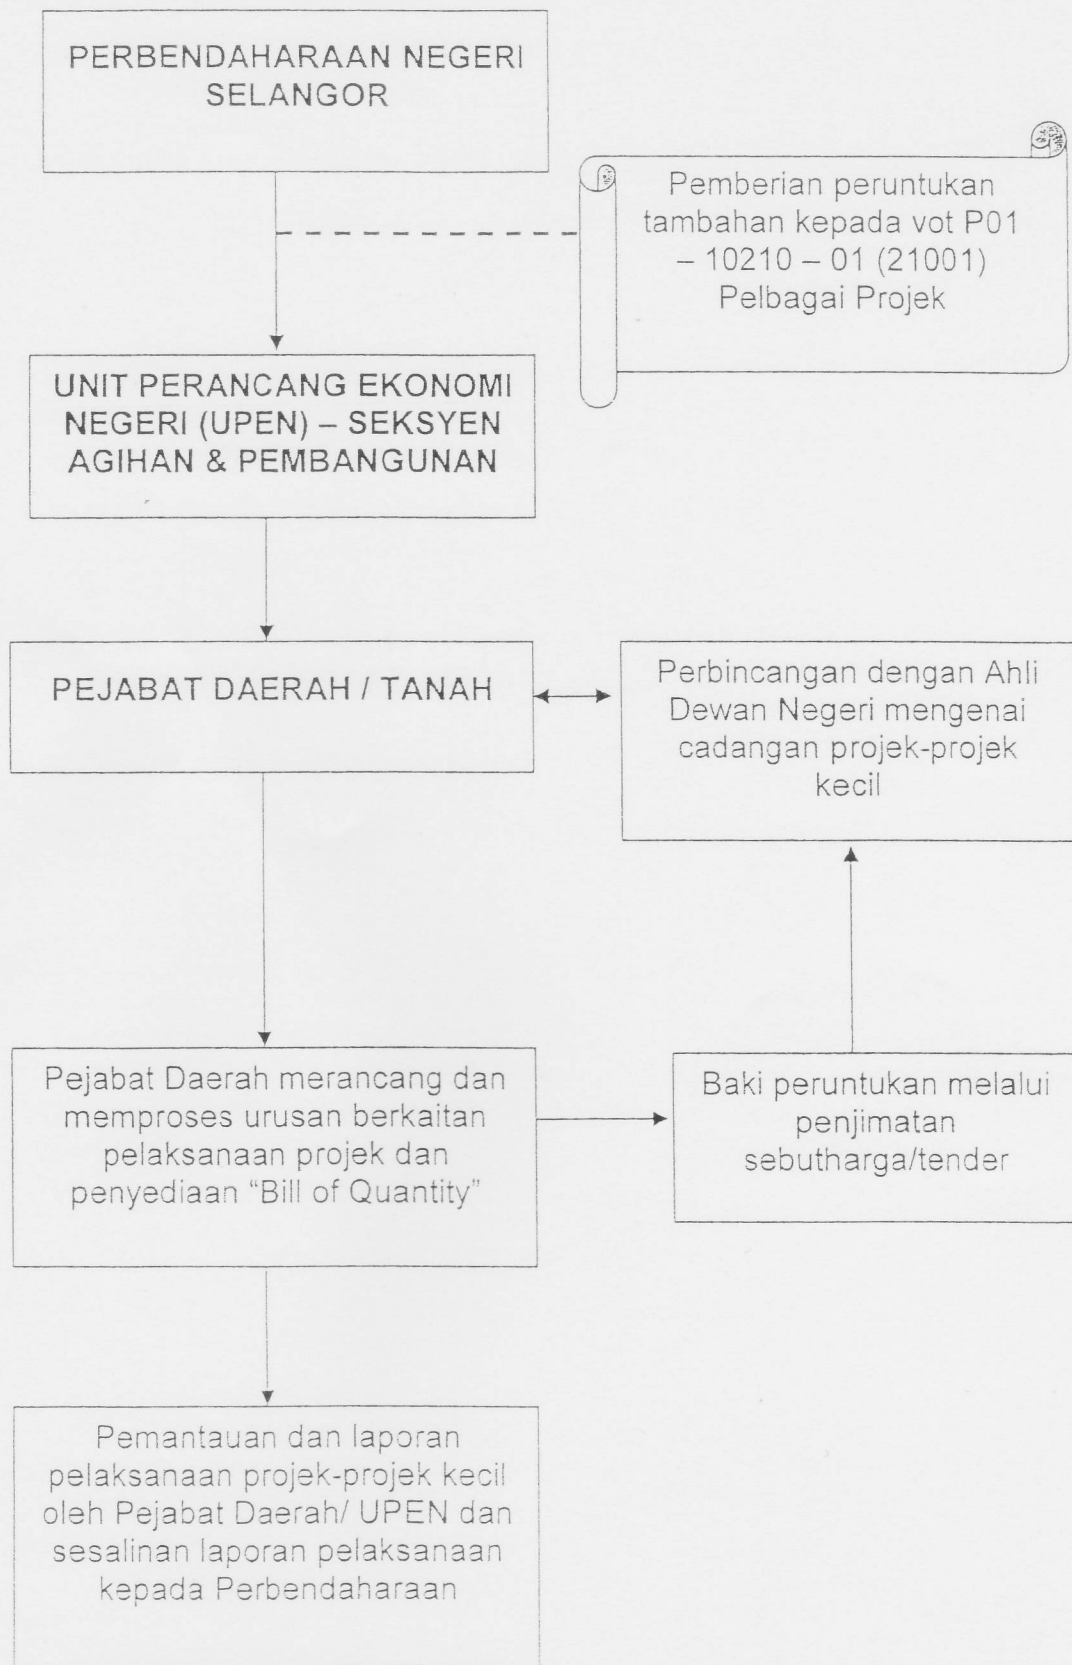 PERBENDAHARAAN NEGERI
SELANGOR
Pemberian peruntukan
tambahan kepada vot P01
– 10210 – 01 (21001)
Pelbagai Projek
UNIT PERANCANG EKONOMI
NEGERI (UPEN) – SEKSYEN
AGIHAN & PEMBANGUNAN
PEJABAT DAERAH / TANAH
Perbincangan dengan Ahli
Dewan Negeri mengenai
cadangan projek-projek
kecil
Pejabat Daerah merancang dan
memproses urusan berkaitan
pelaksanaan projek dan
penyediaan “Bill of Quantity”
Baki peruntukan melalui
penjimatan
sebutharga/tender
Pemantauan dan laporan
pelaksanaan projek-projek kecil
oleh Pejabat Daerah/ UPEN dan
sesalinan laporan pelaksanaan
kepada Perbendaharaan